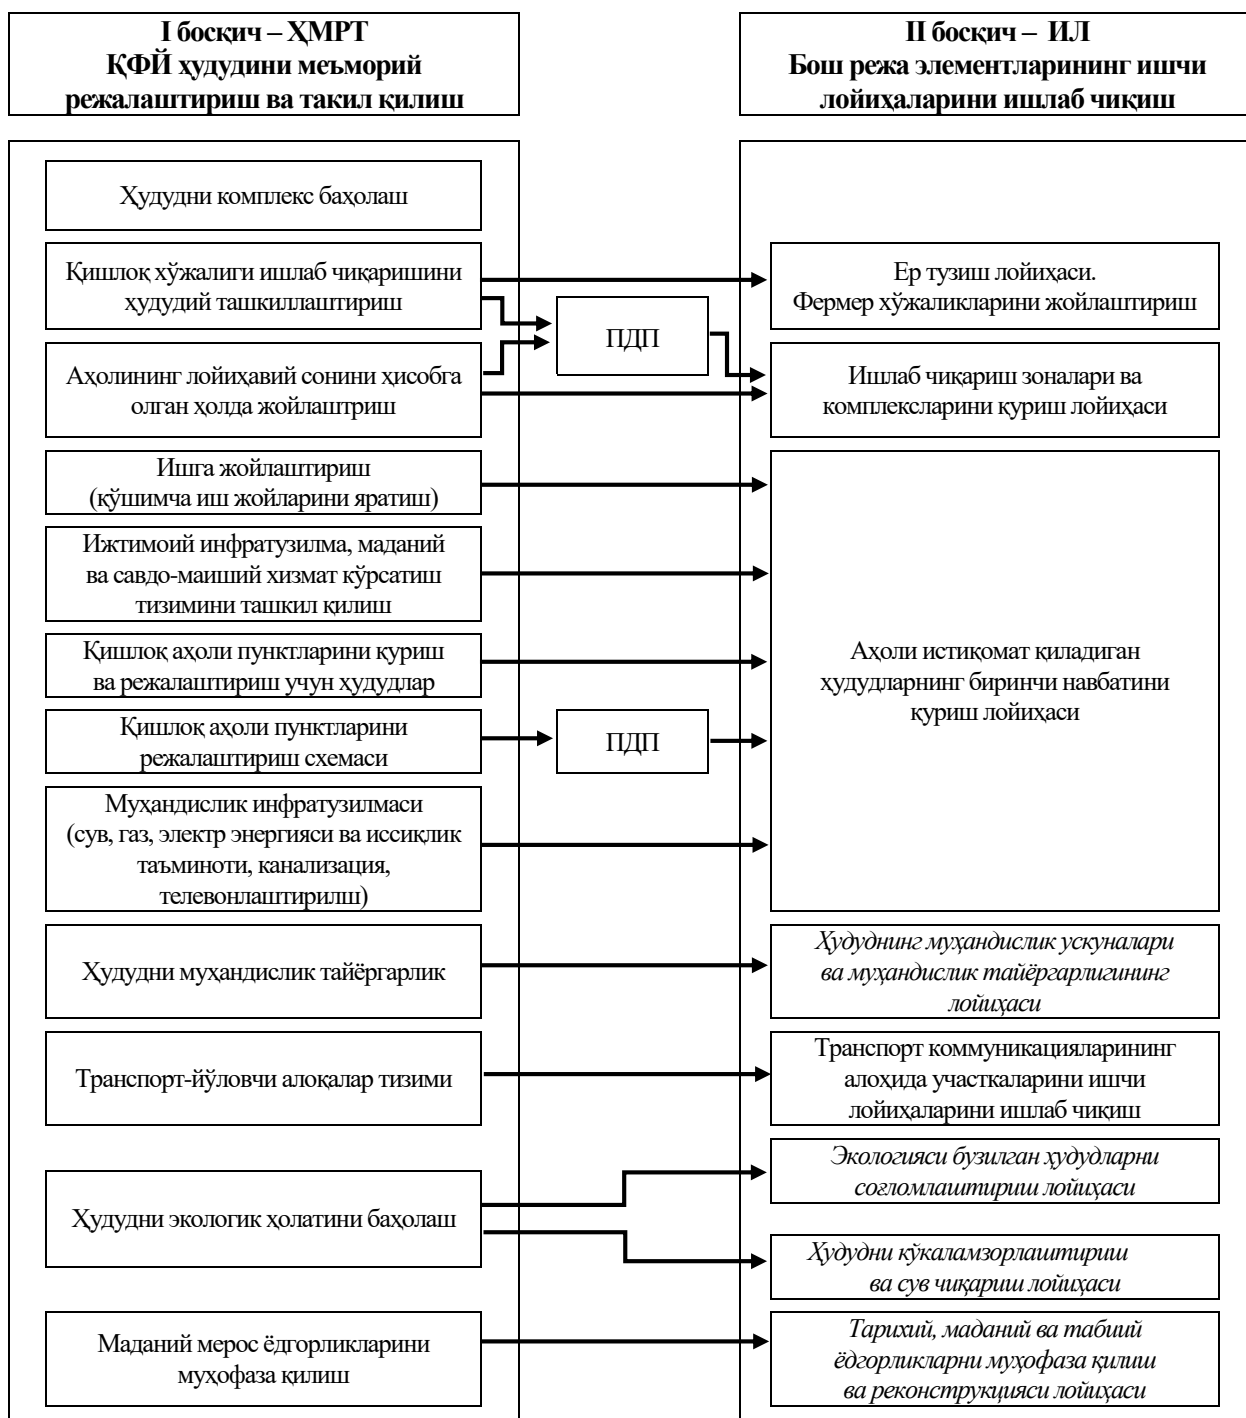 I босқич – ҲМРТ
ҚФЙ ҳудудини меъморий
режалаштириш ва такил қилиш
II босқич – ИЛ
Бош режа элементларининг ишчи
лойиҳаларини ишлаб чиқиш
Ҳудудни комплекс баҳолаш
Қишлоқ хўжалиги ишлаб чиқаришини
ҳудудий ташкиллаштириш
Ер тузиш лойиҳаси.
Фермер хўжаликларини жойлаштириш
ПДП
Аҳолининг лойиҳавий сонини ҳисобга
олган ҳолда жойлаштриш
Ишлаб чиқариш зоналари ва
комплексларини қуриш лойиҳаси
Ишга жойлаштириш
(қўшимча иш жойларини яратиш)
Ижтимоий инфратузилма, маданий
ва савдо-маиший хизмат кўрсатиш
тизимини ташкил қилиш
Қишлоқ аҳоли пунктларини қуриш
ва режалаштириш учун ҳудудлар
Аҳоли истиқомат қиладиган
ҳудудларнинг биринчи навбатини
қуриш лойиҳаси
Қишлоқ аҳоли пунктларини
режалаштириш схемаси
ПДП
Муҳандислик инфратузилмаси
(сув, газ, электр энергияси ва иссиқлик
таъминоти, канализация,
телевонлаштирилш)
Ҳудудни муҳандислик тайёргарлик
Ҳудуднинг муҳандислик ускуналари
ва муҳандислик тайёргарлигининг
лойиҳаси
Транспорт-йўловчи алоқалар тизими
Транспорт коммуникацияларининг
алоҳида участкаларини ишчи
лойиҳаларини ишлаб чиқиш
Ҳудудни экологик ҳолатини баҳолаш
Экологияси бузилган ҳудудларни
соғломлаштириш лойиҳаси
Ҳудудни кўкаламзорлаштириш
ва сув чиқариш лойиҳаси
Маданий мерос ёдгорликларини
муҳофаза қилиш
Тарихий, маданий ва табиий
ёдгорликларни муҳофаза қилиш
ва реконструкцияси лойиҳаси